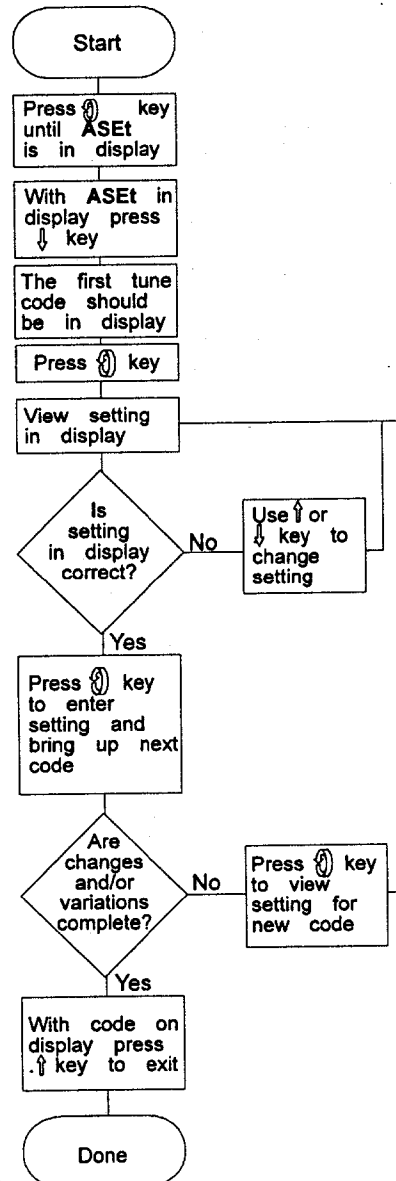 Start
Press key
until ASEt
is in display
With ASEt in
display press
⇩ key
The first tune
code should
be in display
Press key
View setting
in display
Is
setting
in display
correct?
No
Use ⇧ or
⇩ key to
change
setting
Yes
Press key
to enter
setting and
bring up next
code
Are
changes
and/or
variations
complete?
No
Press key
to view
setting for
new code
Yes
With code on
display press
.⇧ key to exit
Done